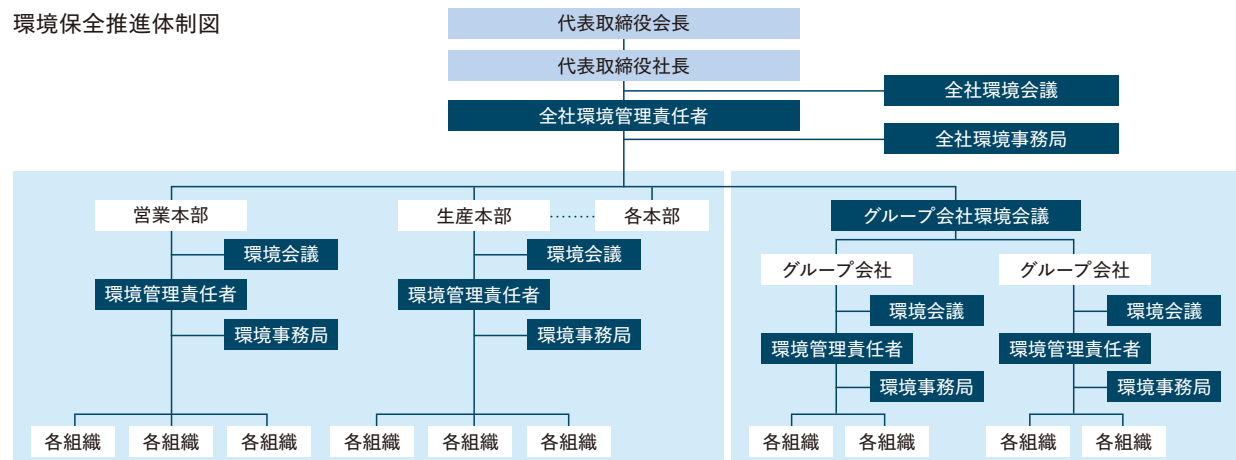 環境保全推進体制図
代表取締役会長
代表取締役社長
全社環境会議
全社環境管理責任者
全社環境事務局
営業本部
生産本部
各本部
グループ会社環境会議
環境会議
環境会議
グループ会社
グループ会社
環境管理責任者
環境管理責任者
環境会議
環境会議
環境事務局
環境事務局
環境管理責任者
環境管理責任者
環境事務局
環境事務局
各組織
各組織
各組織
各組織
各組織
各組織
各組織
各組織
各組織
各組織